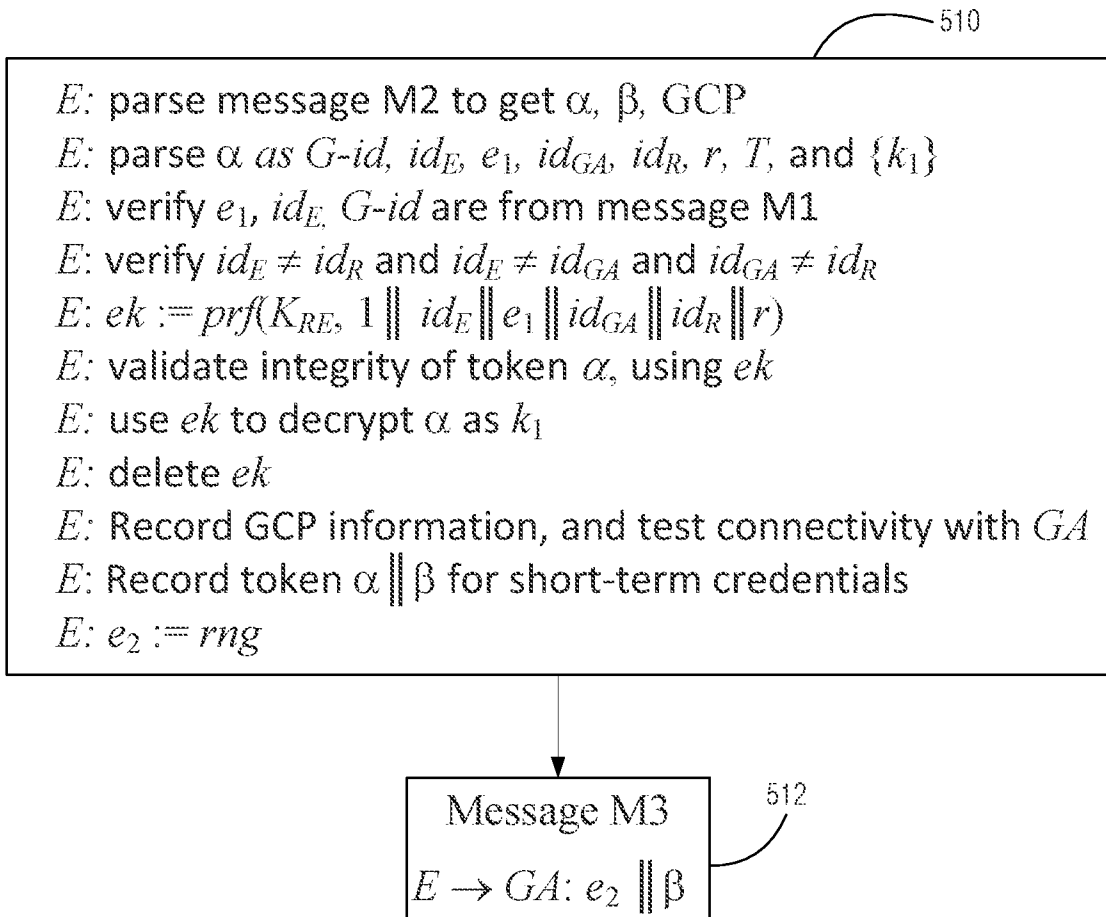 510
E: parse message M2 to get α, β, GCP
E: parse α as G-id, id_E, e_1, id_GA, id_R, r, T, and {k_1}
E: verify e_1, id_E, G-id are from message M1
E: verify id_E ≠ id_R and id_E ≠ id_GA and id_GA ≠ id_R
E: ek := prf(K_RE, 1 ‖ id_E ‖ e_1 ‖ id_GA ‖ id_R ‖ r)
E: validate integrity of token α, using ek
E: use ek to decrypt α as k_1
E: delete ek
E: Record GCP information, and test connectivity with GA
E: Record token α ‖ β for short-term credentials
E: e_2 := rng
Message M3
512
E → GA: e_2 ‖ β